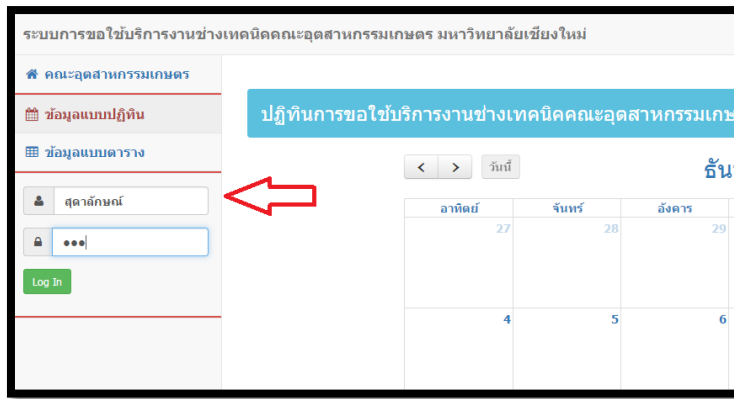 ระบบการขอใช้บริการงานช่างเทคนิคคณะอุตสาหกรรมเกษตร มหาวิทยาลัยเชียงใหม่
คณะอุตสาหกรรมเกษตร
ข้อมูลแบบปฏิทิน
ข้อมูลแบบตาราง
สุดาลักษณ์
Log In
ปฏิทินการขอใช้บริการงานช่างเทคนิคคณะอุตสาหกรรมเกษ
< > วันนี้
ธัน
อาทิตย์ จันทร์ อังคาร
27 28 29
4 5 6